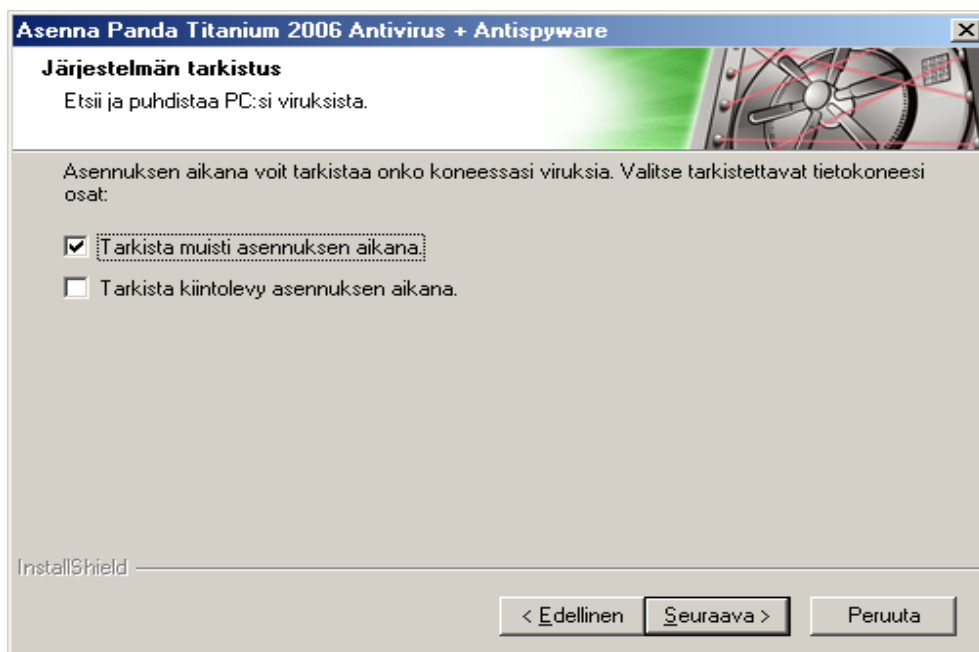 Asenna Panda Titanium 2006 Antivirus + Antispyware
Järjestelmän tarkistus
Etsii ja puhdistaa PC:si viruksista.
Asennuksen aikana voit tarkistaa onko koneessasi viruksia. Valitse tarkistettavat tietokoneesi
osat:
Tarkista muisti asennuksen aikana.
Tarkista kiintolevy asennuksen aikana.
InstallShield
< Edellinen Seuraava > Peruuta